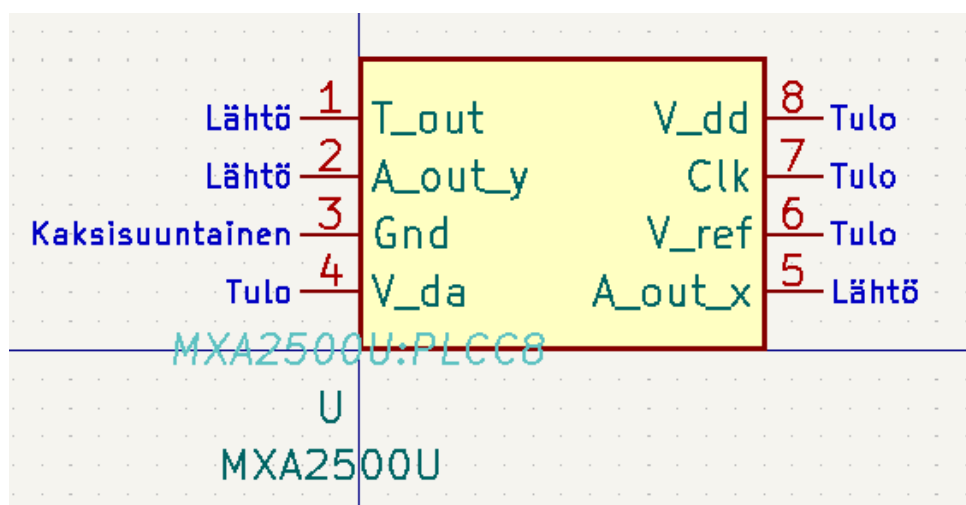 Lähtö 1 T_out V_dd 8 Tulo
Lähtö 2 A_out_y Clk 7 Tulo
Kaksisuuntainen 3 Gnd V_ref 6 Tulo
Tulo 4 V_da A_out_x 5 Lähtö
MXA2500U:PLCC8
U
MXA2500U